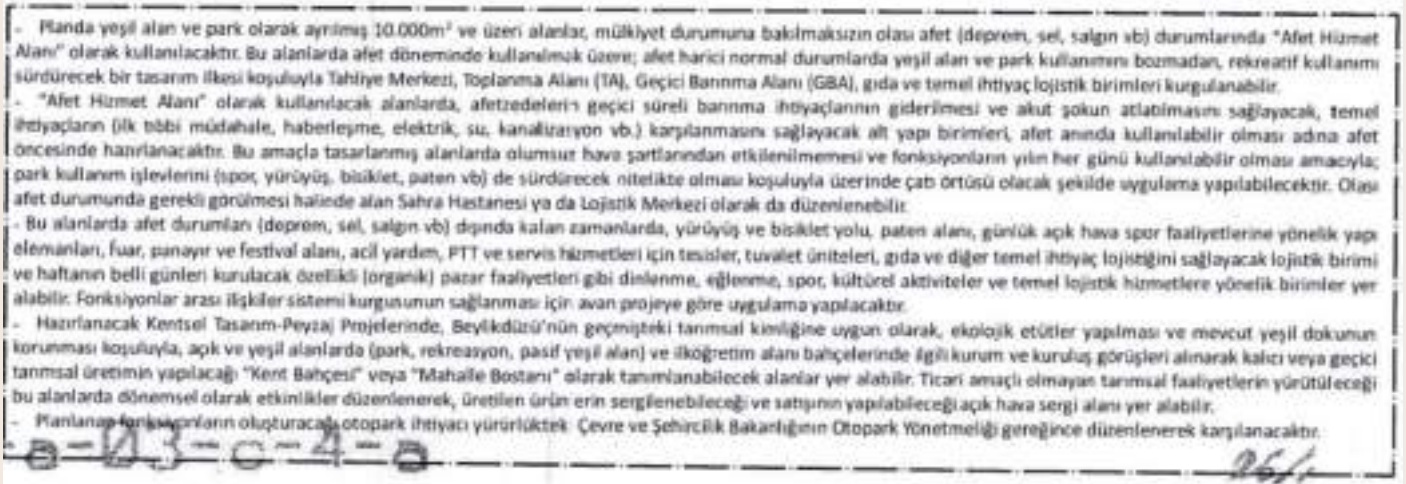 - Planda yeşil alan ve park olarak ayrılmış 10.000m² ve üzeri alanlar, mülkiyet durumuna bakılmaksızın olası afet (deprem, sel, salgın vb) durumlarında "Afet Hizmet
Alanı" olarak kullanılacaktır. Bu alanlarda afet döneminde kullanılmak üzere; afet harici normal durumlarda yeşil alan ve park kullanımını bozmadan, rekreatif kullanımı
sürdürecek bir tasarım ilkesi koşuluyla Tahliye Merkezi, Toplanma Alanı (TA), Geçici Barınma Alanı (GBA), gıda ve temel ihtiyaç lojistik birimleri kurgulanabilir.
- "Afet Hizmet Alanı" olarak kullanılacak alanlarda, afetzedelerin geçici süreli barınma ihtiyaçlarının giderilmesi ve akut şokun atlatılmasını sağlayacak, temel
ihtiyaçların (ilk tıbbi müdahale, haberleşme, elektrik, su, kanalizasyon vb.) karşılanmasını sağlayacak alt yapı birimleri, afet anında kullanılabilir olması adına afet
öncesinde hazırlanacaktır. Bu amaçla tasarlanmış alanlarda olumsuz hava şartlarından etkilenilmemesi ve fonksiyonların yılın her günü kullanılabilir olması amacıyla;
park kullanım işlevlerini (spor, yürüyüş, bisiklet, paten vb) de sürdürecek nitelikte olması koşuluyla üzerinde çatı örtüsü olacak şekilde uygulama yapılabilecektir. Olası
afet durumunda gerekli görülmesi halinde alan Sahra Hastanesi ya da Lojistik Merkezi olarak da düzenlenebilir.
- Bu alanlarda afet durumları (deprem, sel, salgın vb) dışında kalan zamanlarda, yürüyüş ve bisiklet yolu, paten alanı, günlük açık hava spor faaliyetlerine yönelik yapı
elemanları, fuar, panayır ve festival alanı, acil yardım, PTT ve servis hizmetleri için tesisler, tuvalet üniteleri, gıda ve diğer temel ihtiyaç lojistiğini sağlayacak lojistik birimi
ve haftanın belli günleri kurulacak özellikli (organik) pazar faaliyetleri gibi dinlenme, eğlenme, spor, kültürel aktiviteler ve temel lojistik hizmetlere yönelik birimler yer
alabilir. Fonksiyonlar arası ilişkiler sistemi kurgusunun sağlanması için avan projeye göre uygulama yapılacaktır.
- Hazırlanacak Kentsel Tasarım-Peyzaj Projelerinde, Beylikdüzü'nün geçmişteki tarımsal kimliğine uygun olarak, ekolojik etütler yapılması ve mevcut yeşil dokunun
korunması koşuluyla, açık ve yeşil alanlarda (park, rekreasyon, pasif yeşil alan) ve ilköğretim alanı bahçelerinde ilgili kurum ve kuruluş görüşleri alınarak kalıcı veya geçici
tarımsal üretimin yapılacağı "Kent Bahçesi" veya "Mahalle Bostanı" olarak tanımlanabilecek alanlar yer alabilir. Ticari amaçlı olmayan tarımsal faaliyetlerin yürütüleceği
bu alanlarda dönemsel olarak etkinlikler düzenlenerek, üretilen ürün erin sergilenebileceği ve satışının yapılabileceği açık hava sergi alanı yer alabilir.
- Planlanan fonksiyonların oluşturacağı otopark ihtiyacı yürürlüktek Çevre ve Şehircilik Bakanlığının Otopark Yönetmeliği gereğince düzenlenerek karşılanacaktır.
-a-03-c-4-a